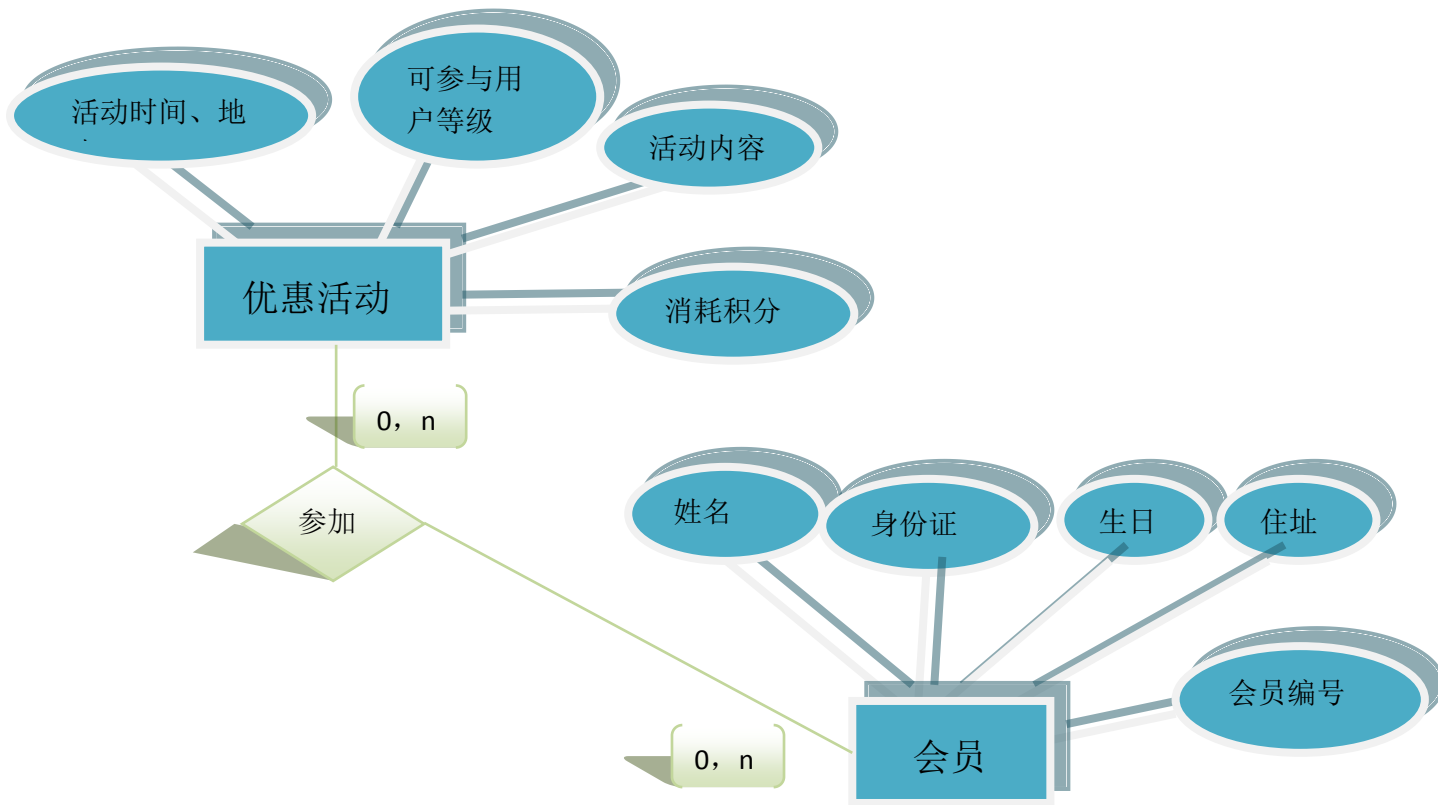 活动时间、地
可参与用
户等级
活动内容
优惠活动
消耗积分
0，n
参加
姓名
身份证
生日
住址
会员编号
0，n
会员